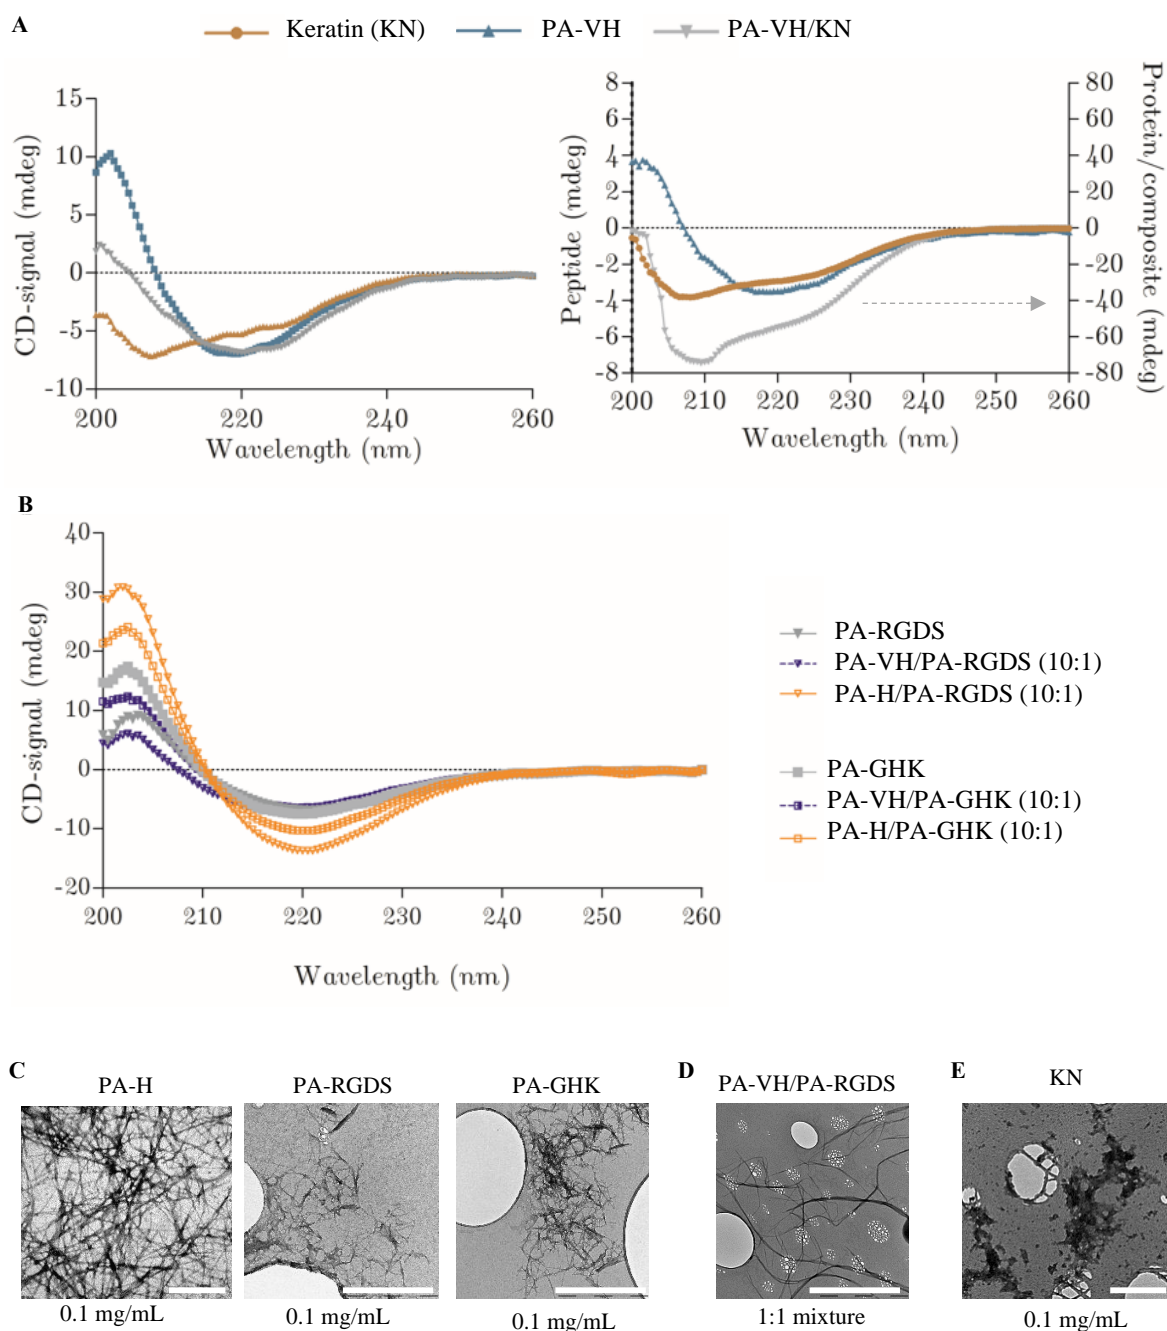 A
Keratin (KN)
PA-VH
PA-VH/KN
CD-signal (mdeg)
15
10
5
0
-5
-10
200
220
240
260
Wavelength (nm)
Peptide (mdeg)
8
6
4
2
0
-2
-4
-6
-8
200
210
220
230
240
250
260
Wavelength (nm)
80
60
40
20
0
-20
-40
-60
-80
Protein/composite (mdeg)
B
CD-signal (mdeg)
40
30
20
10
0
-10
-20
200
210
220
230
240
250
260
Wavelength (nm)
PA-RGDS
PA-VH/PA-RGDS (10:1)
PA-H/PA-RGDS (10:1)
PA-GHK
PA-VH/PA-GHK (10:1)
PA-H/PA-GHK (10:1)
C
PA-H
0.1 mg/mL
PA-RGDS
0.1 mg/mL
PA-GHK
0.1 mg/mL
D
PA-VH/PA-RGDS
1:1 mixture
E
KN
0.1 mg/mL